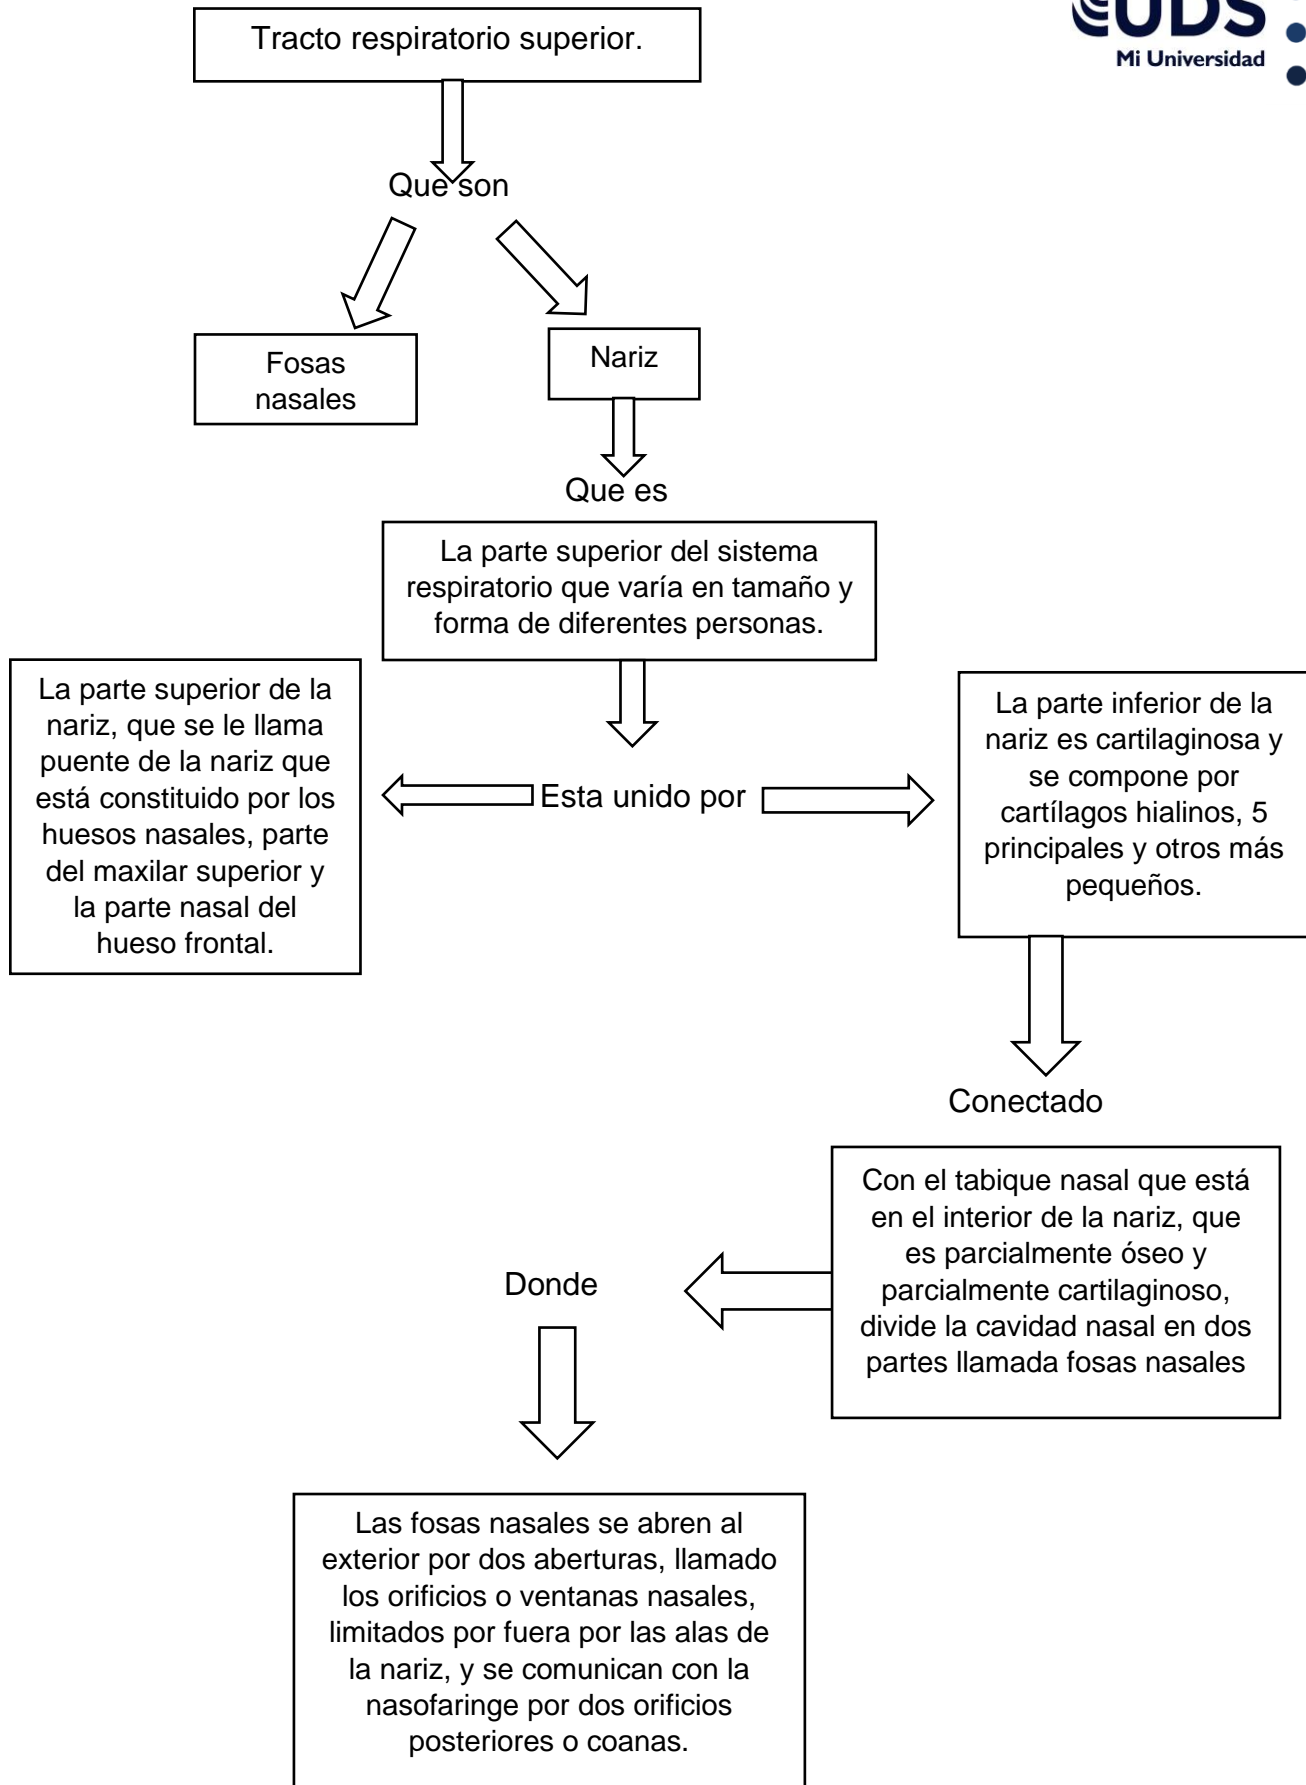 UDS
Mi Universidad
Tracto respiratorio superior.
Que son
Fosas
nasales
Nariz
Que es
La parte superior del sistema
respiratorio que varía en tamaño y
forma de diferentes personas.
Esta unido por
La parte superior de la
nariz, que se le llama
puente de la nariz que
está constituido por los
huesos nasales, parte
del maxilar superior y
la parte nasal del
hueso frontal.
La parte inferior de la
nariz es cartilaginosa y
se compone por
cartílagos hialinos, 5
principales y otros más
pequeños.
Conectado
Con el tabique nasal que está
en el interior de la nariz, que
es parcialmente óseo y
parcialmente cartilaginoso,
divide la cavidad nasal en dos
partes llamada fosas nasales
Donde
Las fosas nasales se abren al
exterior por dos aberturas, llamado
los orificios o ventanas nasales,
limitados por fuera por las alas de
la nariz, y se comunican con la
nasofaringe por dos orificios
posteriores o coanas.